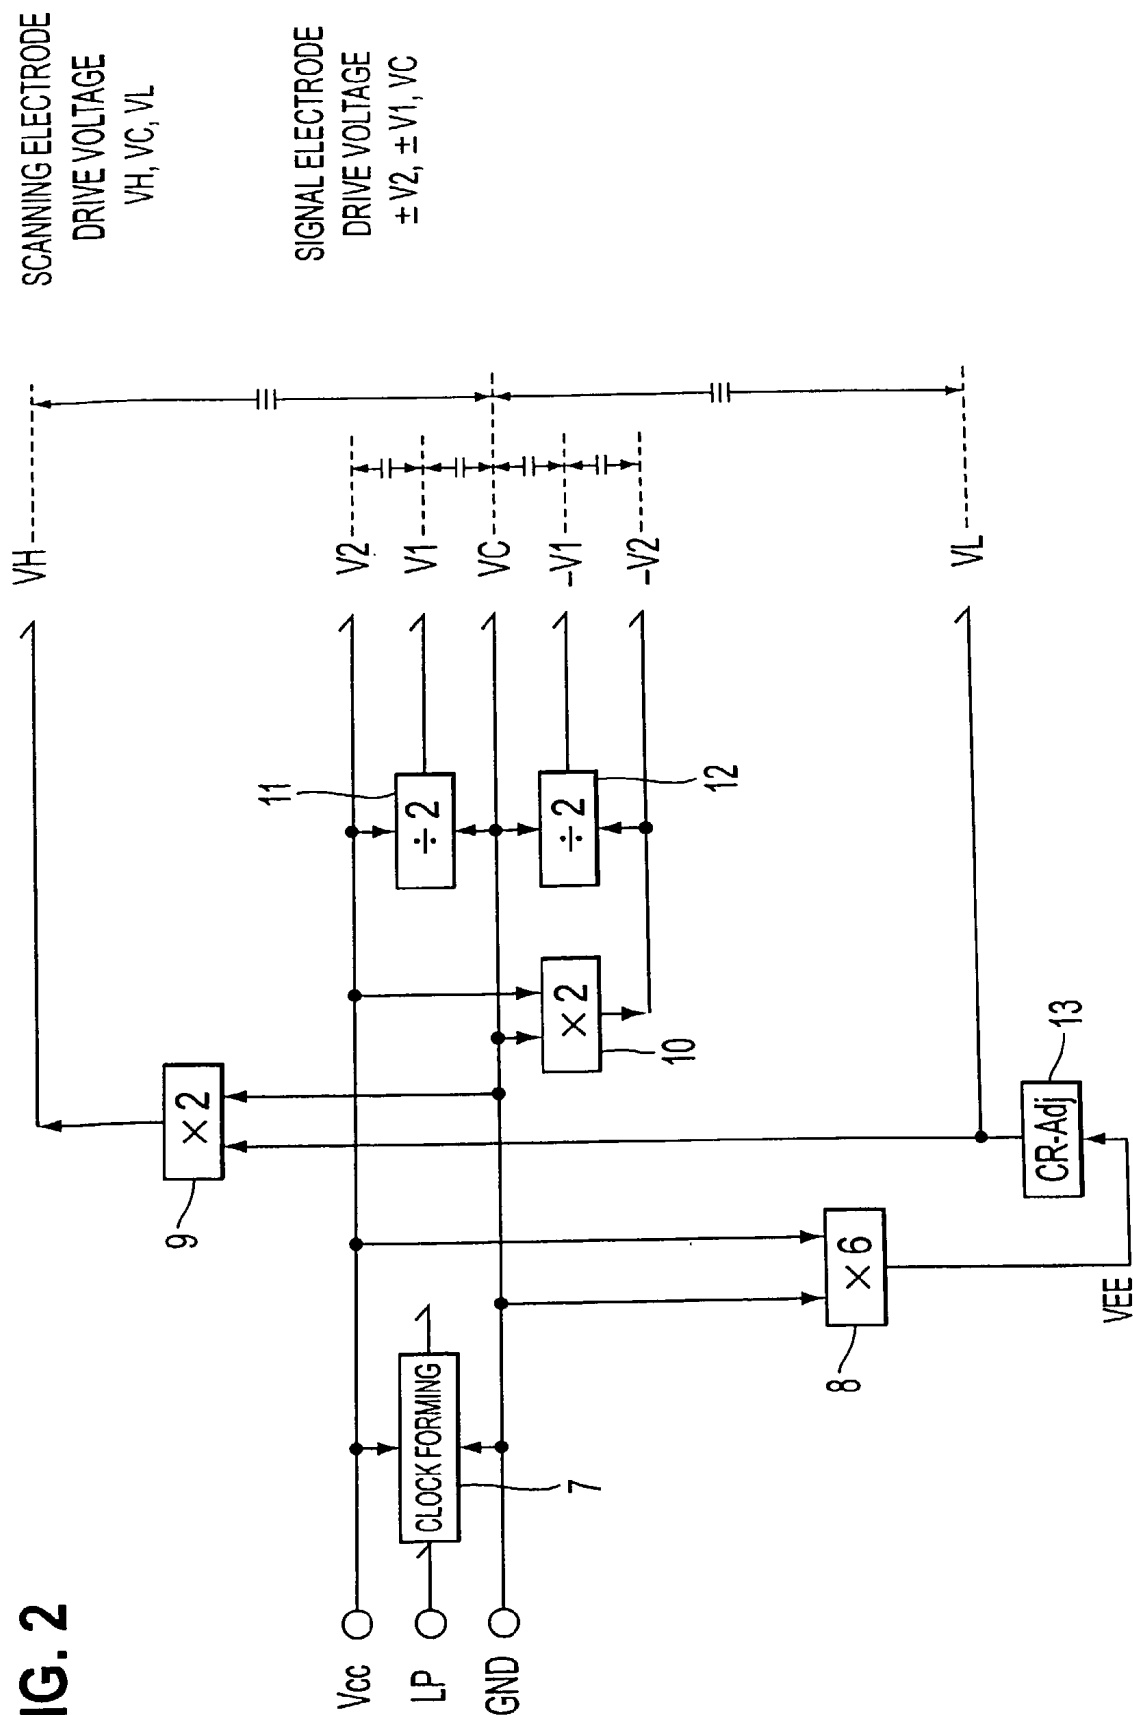 IG. 2
SCANNING ELECTRODE
DRIVE VOLTAGE
VH, VC, VL
SIGNAL ELECTRODE
DRIVE VOLTAGE
± V2, ± V1, VC
VH
V2
V1
VC
-V1
-V2
VL
Vcc
LP
GND
CLOCK FORMING
7
× 6
8
VEE
× 2
9
× 2
10
÷ 2
11
÷ 2
12
CR-Adj
13